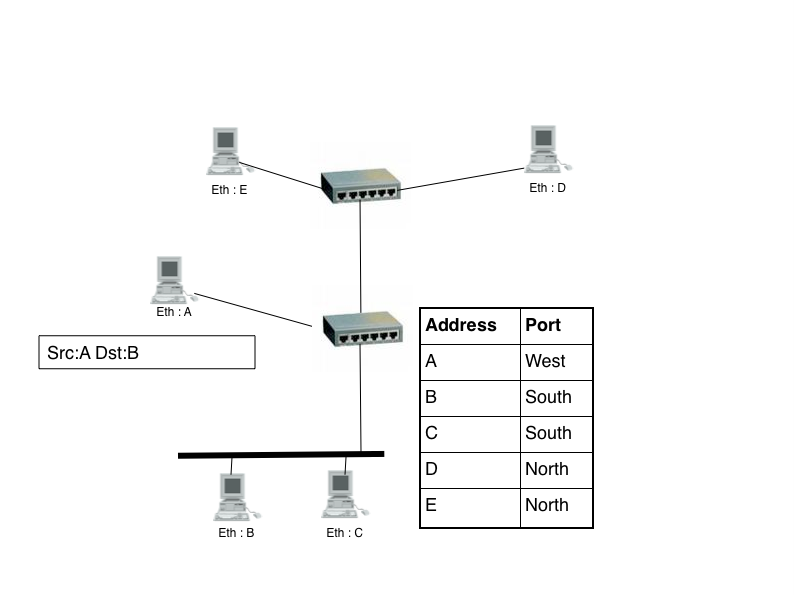 Eth : E
Eth : D
Eth : A
Src:A Dst:B
Address Port
A West
B South
C South
D North
E North
Eth : B
Eth : C